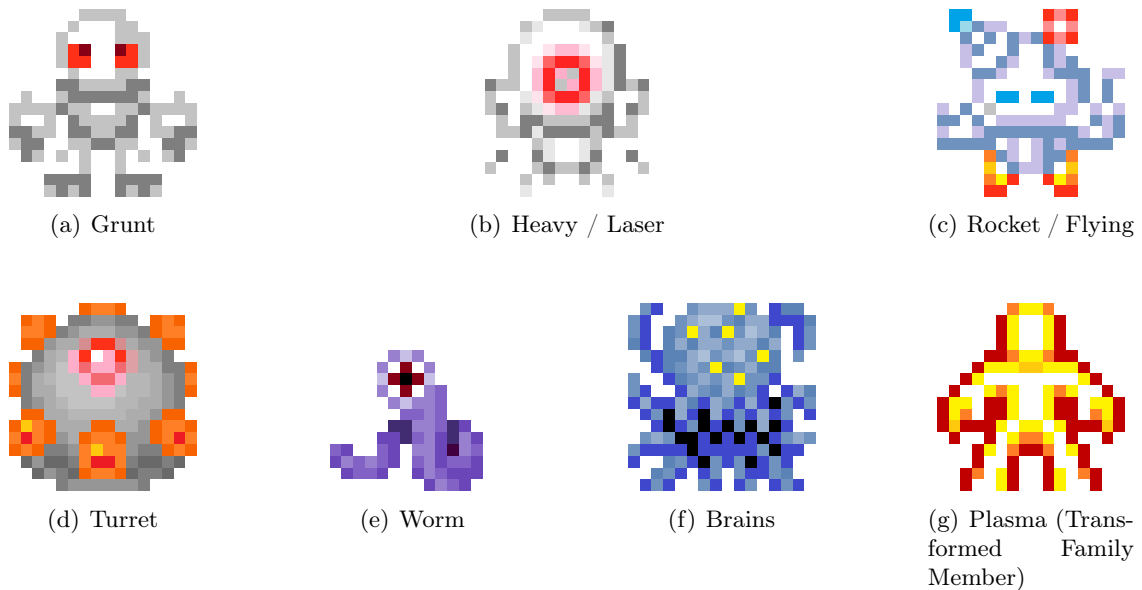 (a) Grunt
(b) Heavy / Laser
(c) Rocket / Flying
(d) Turret
(e) Worm
(f) Brains
(g) Plasma (Trans-
formed Family
Member)